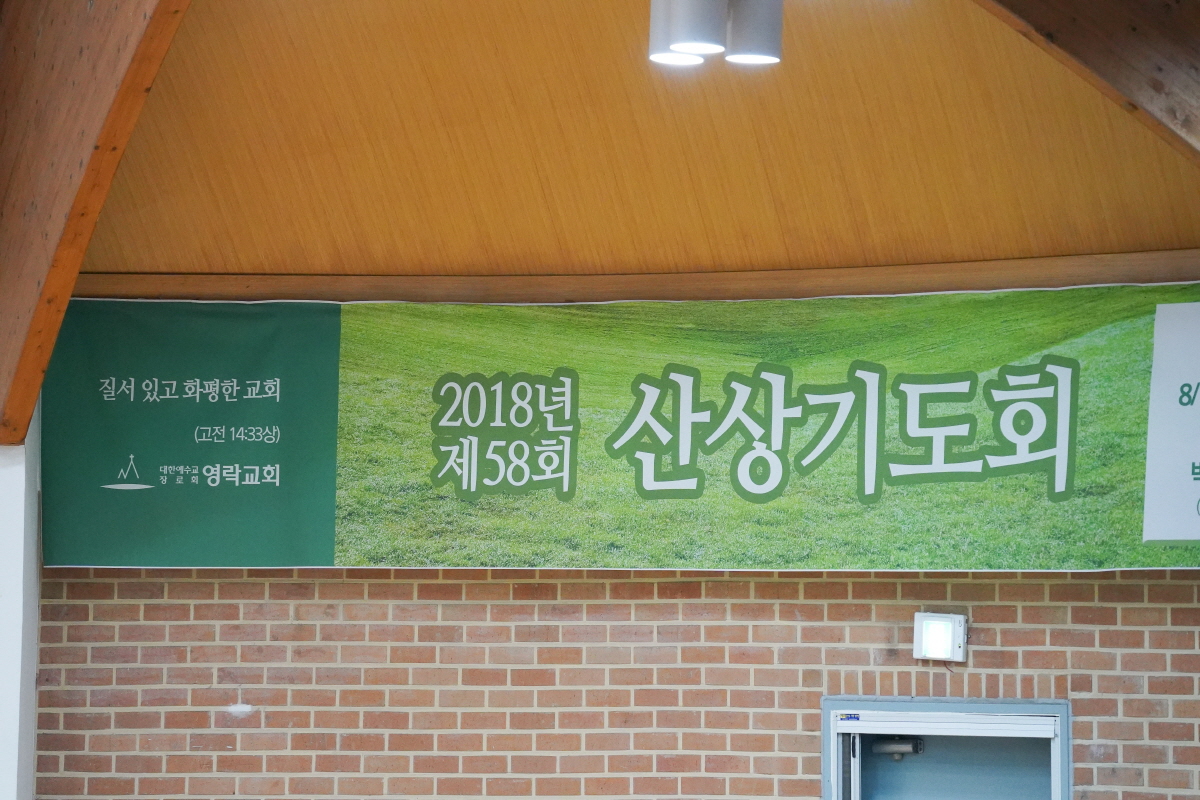 질서 있고 화평한 교회
(고전 14:33상)
대한예수교
장로회 영락교회
2018년
제58회
산상기도회
8/